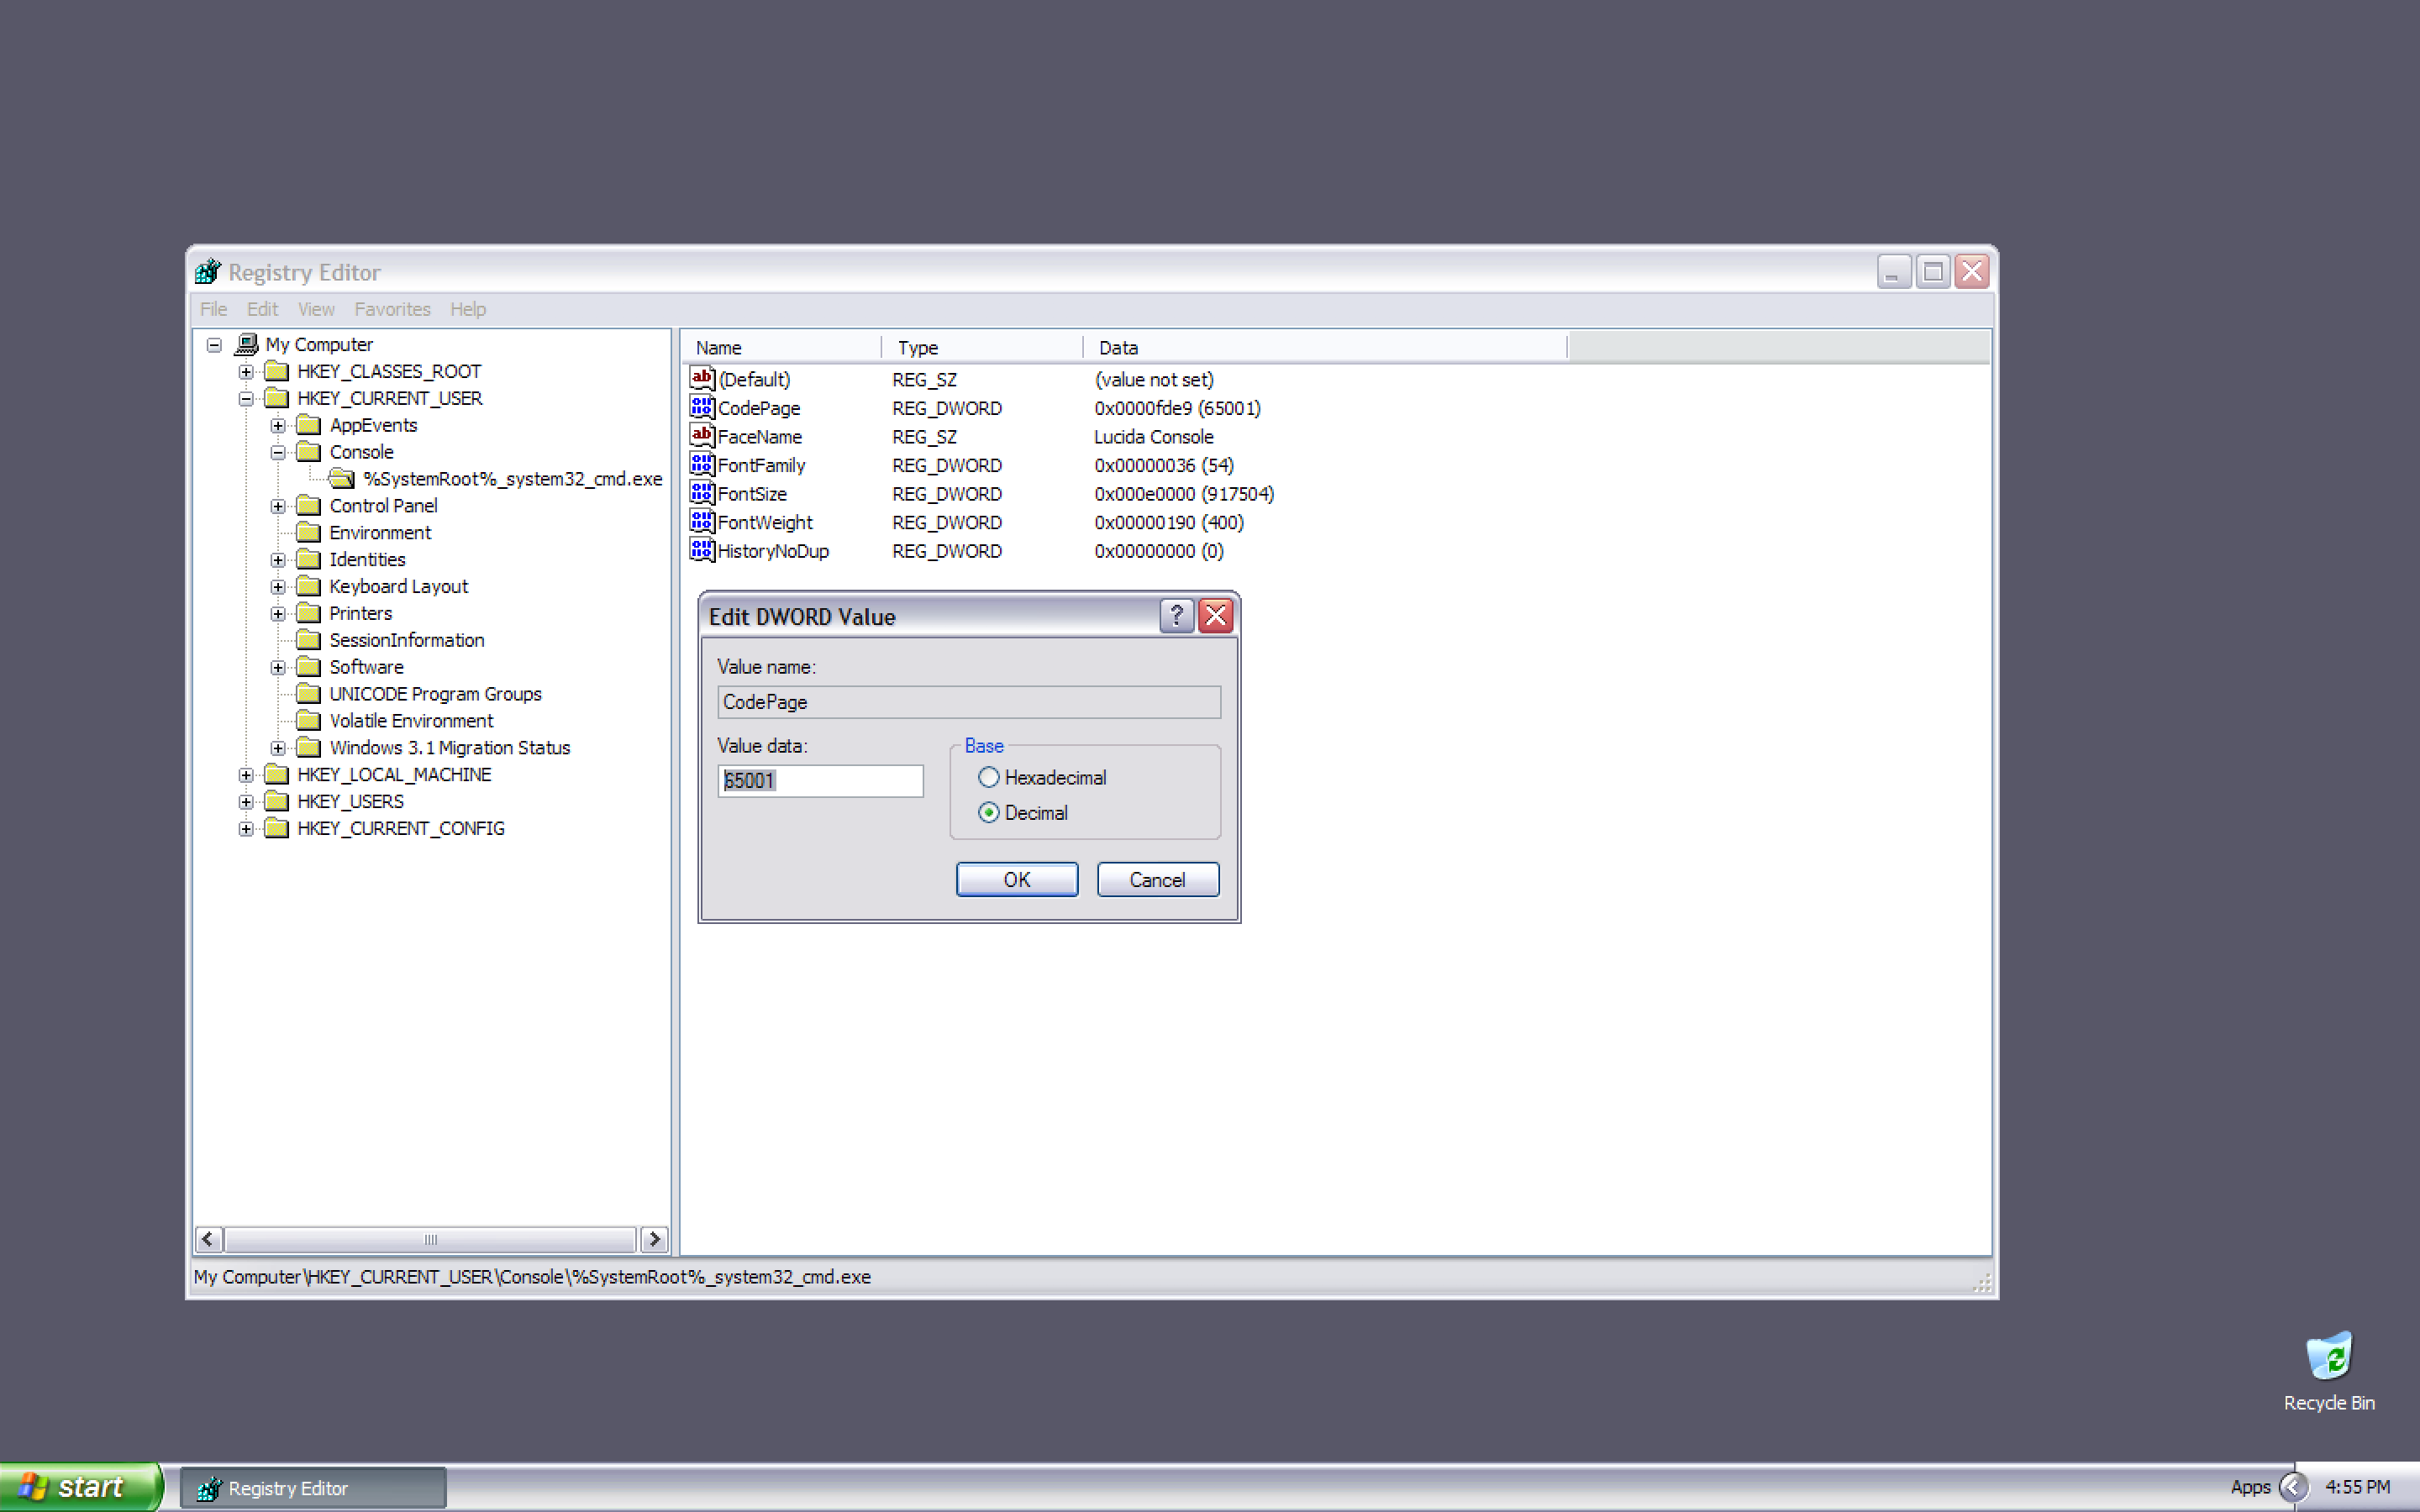 Registry Editor
File Edit View Favorites Help
My Computer
HKEY_CLASSES_ROOT
HKEY_CURRENT_USER
AppEvents
Console
%SystemRoot%_system32_cmd.exe
Control Panel
Environment
Identities
Keyboard Layout
Printers
SessionInformation
Software
UNICODE Program Groups
Volatile Environment
Windows 3.1 Migration Status
HKEY_LOCAL_MACHINE
HKEY_USERS
HKEY_CURRENT_CONFIG
Name Type Data
(Default) REG_SZ (value not set)
CodePage REG_DWORD 0x0000fde9 (65001)
FaceName REG_SZ Lucida Console
FontFamily REG_DWORD 0x00000036 (54)
FontSize REG_DWORD 0x000e0000 (917504)
FontWeight REG_DWORD 0x00000190 (400)
HistoryNoDup REG_DWORD 0x00000000 (0)
Edit DWORD Value
Value name:
CodePage
Value data:
65001
Base
Hexadecimal
Decimal
OK Cancel
My Computer\HKEY_CURRENT_USER\Console\%SystemRoot%_system32_cmd.exe
Recycle Bin
start
Registry Editor
Apps
4:55 PM